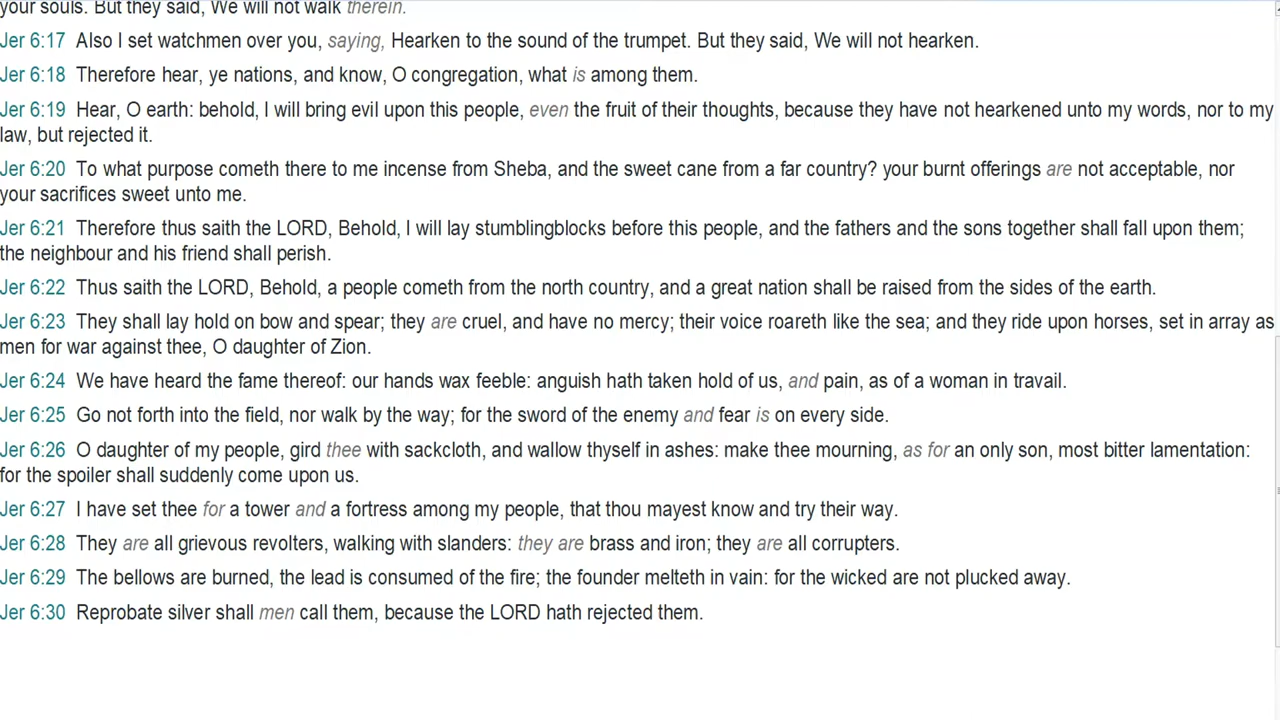 your souls. But they said, We will not walk therein.
Jer 6:17 Also I set watchmen over you, saying, Hearken to the sound of the trumpet. But they said, We will not hearken.
Jer 6:18 Therefore hear, ye nations, and know, O congregation, what is among them.
Jer 6:19 Hear, O earth: behold, I will bring evil upon this people, even the fruit of their thoughts, because they have not hearkened unto my words, nor to my
law, but rejected it.
Jer 6:20 To what purpose cometh there to me incense from Sheba, and the sweet cane from a far country? your burnt offerings are not acceptable, nor
your sacrifices sweet unto me.
Jer 6:21 Therefore thus saith the LORD, Behold, I will lay stumblingblocks before this people, and the fathers and the sons together shall fall upon them;
the neighbour and his friend shall perish.
Jer 6:22 Thus saith the LORD, Behold, a people cometh from the north country, and a great nation shall be raised from the sides of the earth.
Jer 6:23 They shall lay hold on bow and spear; they are cruel, and have no mercy; their voice roareth like the sea; and they ride upon horses, set in array as
men for war against thee, O daughter of Zion.
Jer 6:24 We have heard the fame thereof: our hands wax feeble: anguish hath taken hold of us, and pain, as of a woman in travail.
Jer 6:25 Go not forth into the field, nor walk by the way; for the sword of the enemy and fear is on every side.
Jer 6:26 O daughter of my people, gird thee with sackcloth, and wallow thyself in ashes: make thee mourning, as for an only son, most bitter lamentation:
for the spoiler shall suddenly come upon us.
Jer 6:27 I have set thee for a tower and a fortress among my people, that thou mayest know and try their way.
Jer 6:28 They are all grievous revolters, walking with slanders: they are brass and iron; they are all corrupters.
Jer 6:29 The bellows are burned, the lead is consumed of the fire; the founder melteth in vain: for the wicked are not plucked away.
Jer 6:30 Reprobate silver shall men call them, because the LORD hath rejected them.